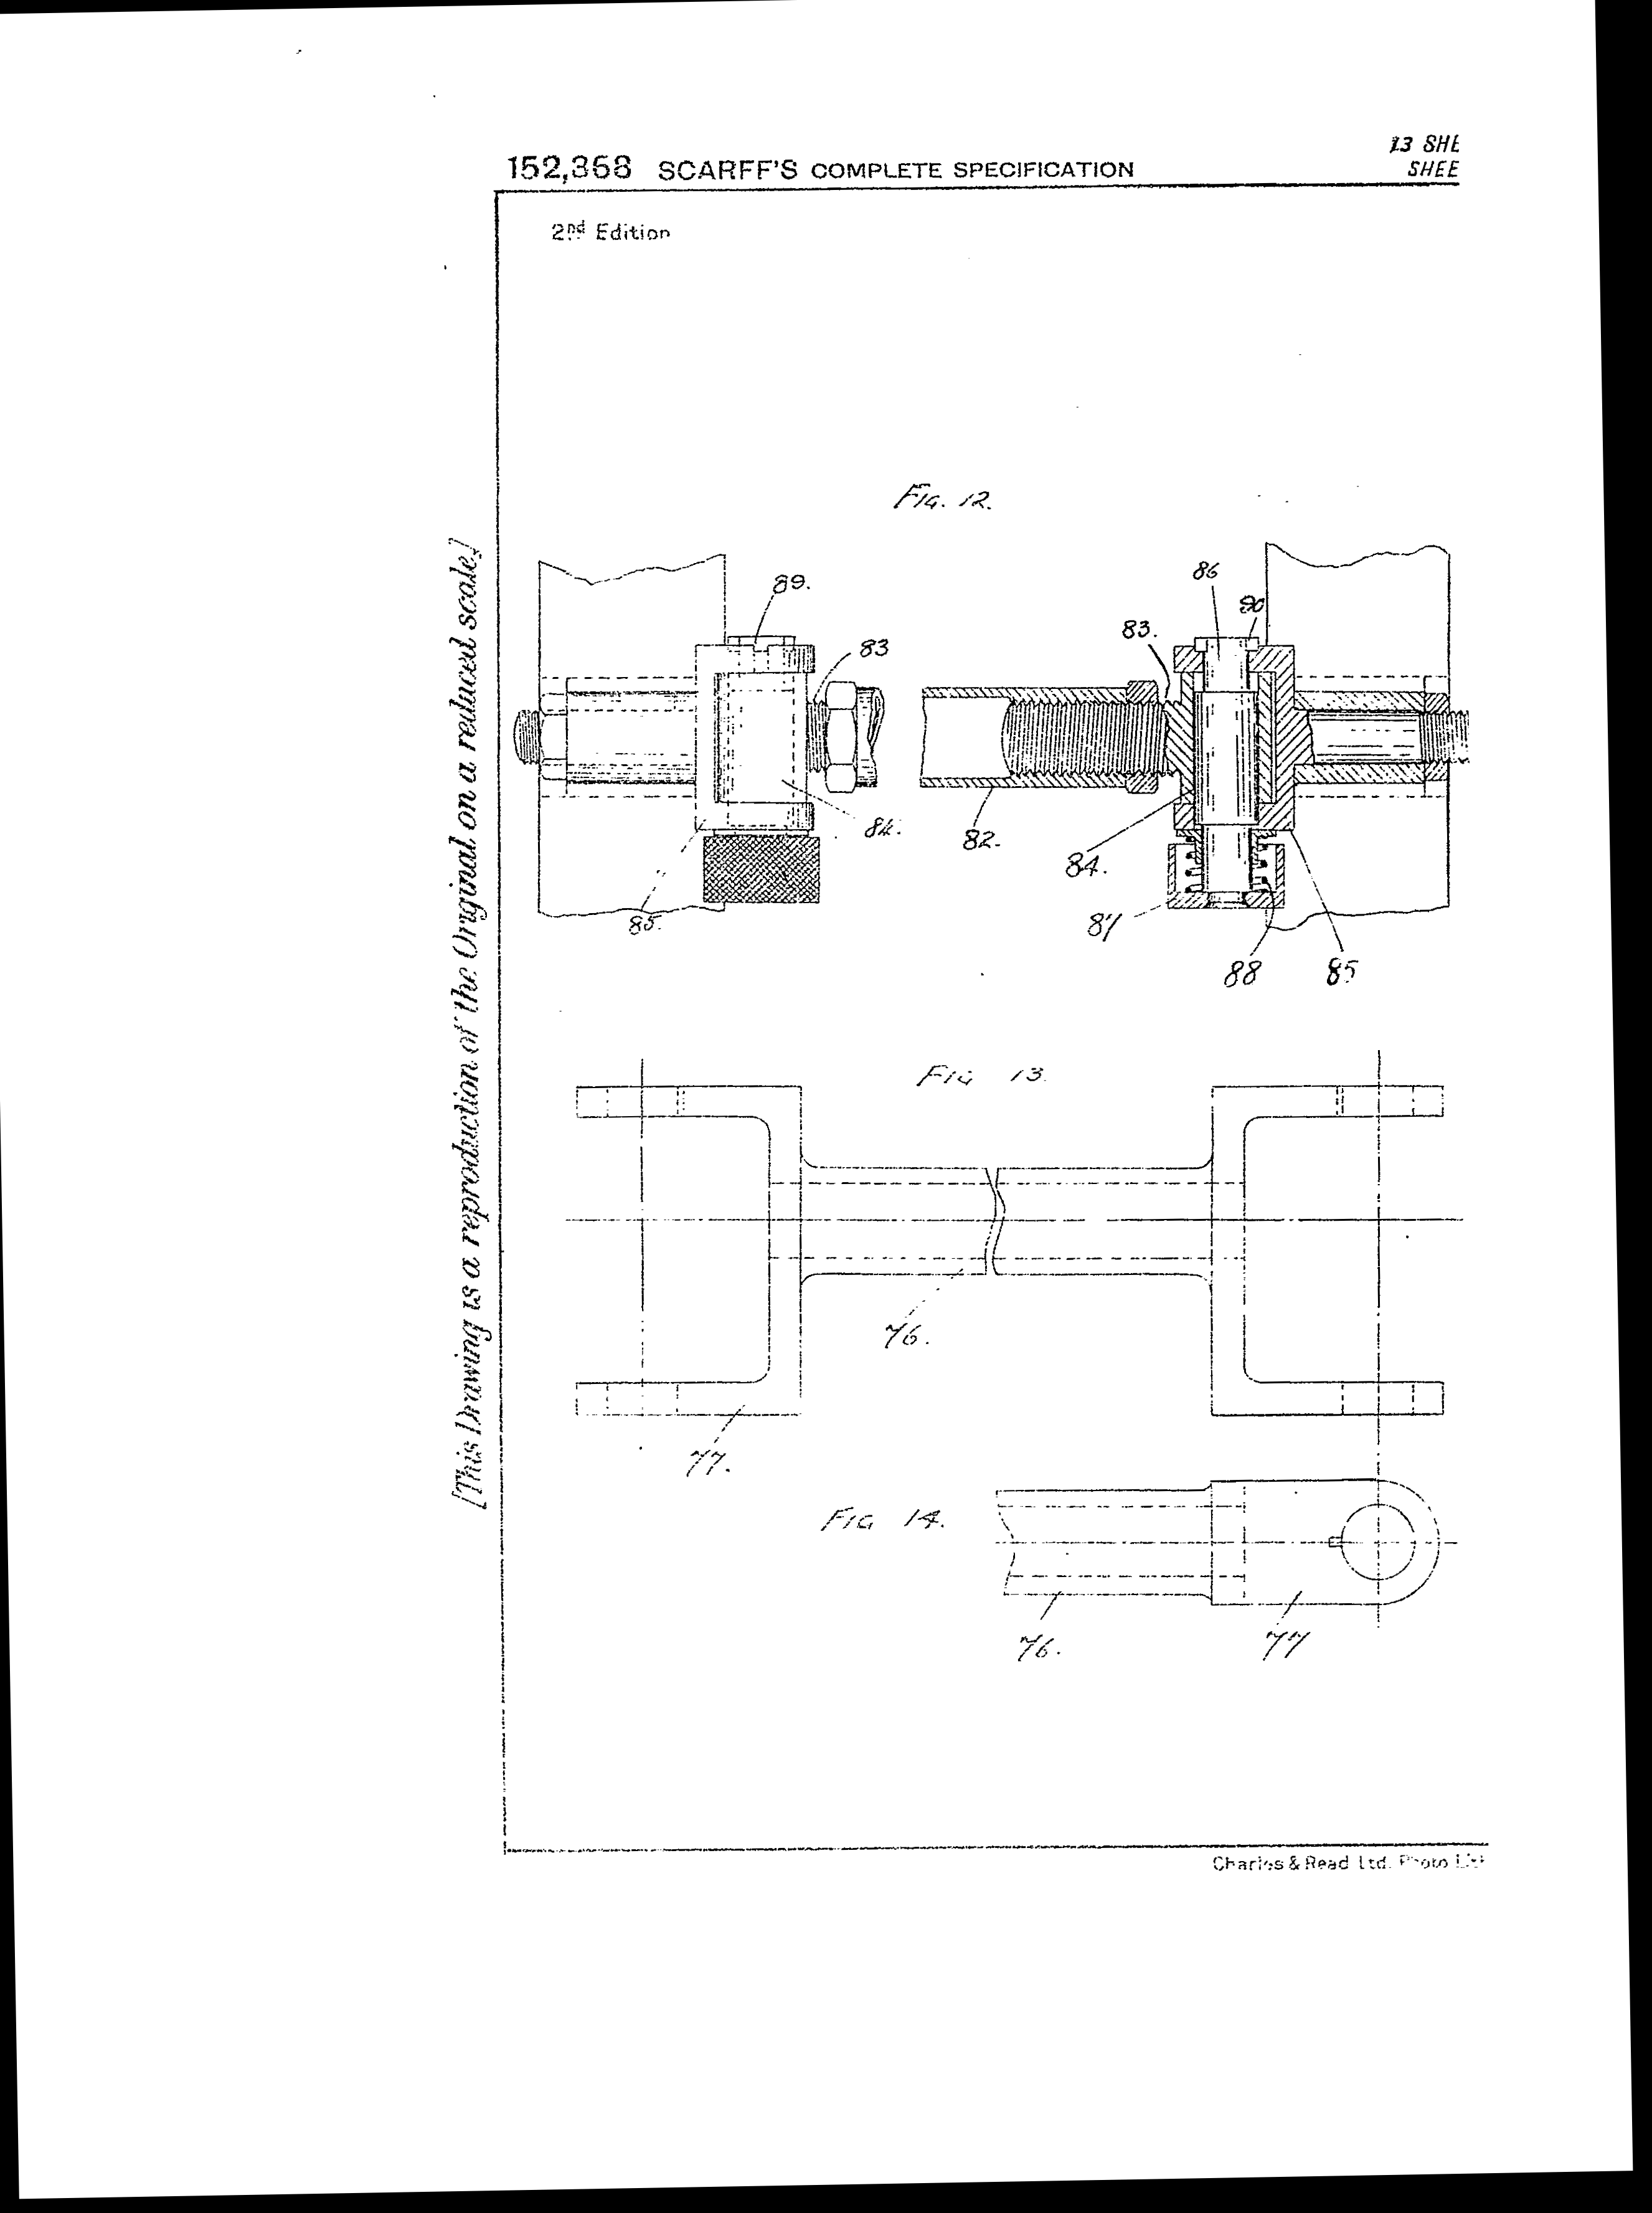 152,368 SCARFF'S COMPLETE SPECIFICATION
13 SHE
SHEE
2nd Edition
[This Drawing is a reproduction of the Original on a reduced scale]
Fig. 12.
89.
83
84.
85.
86
90
83.
82.
84.
87
88
85
Fig 13.
76.
77.
Fig 14.
76.
77
Charles & Read Ltd. Photo Lit